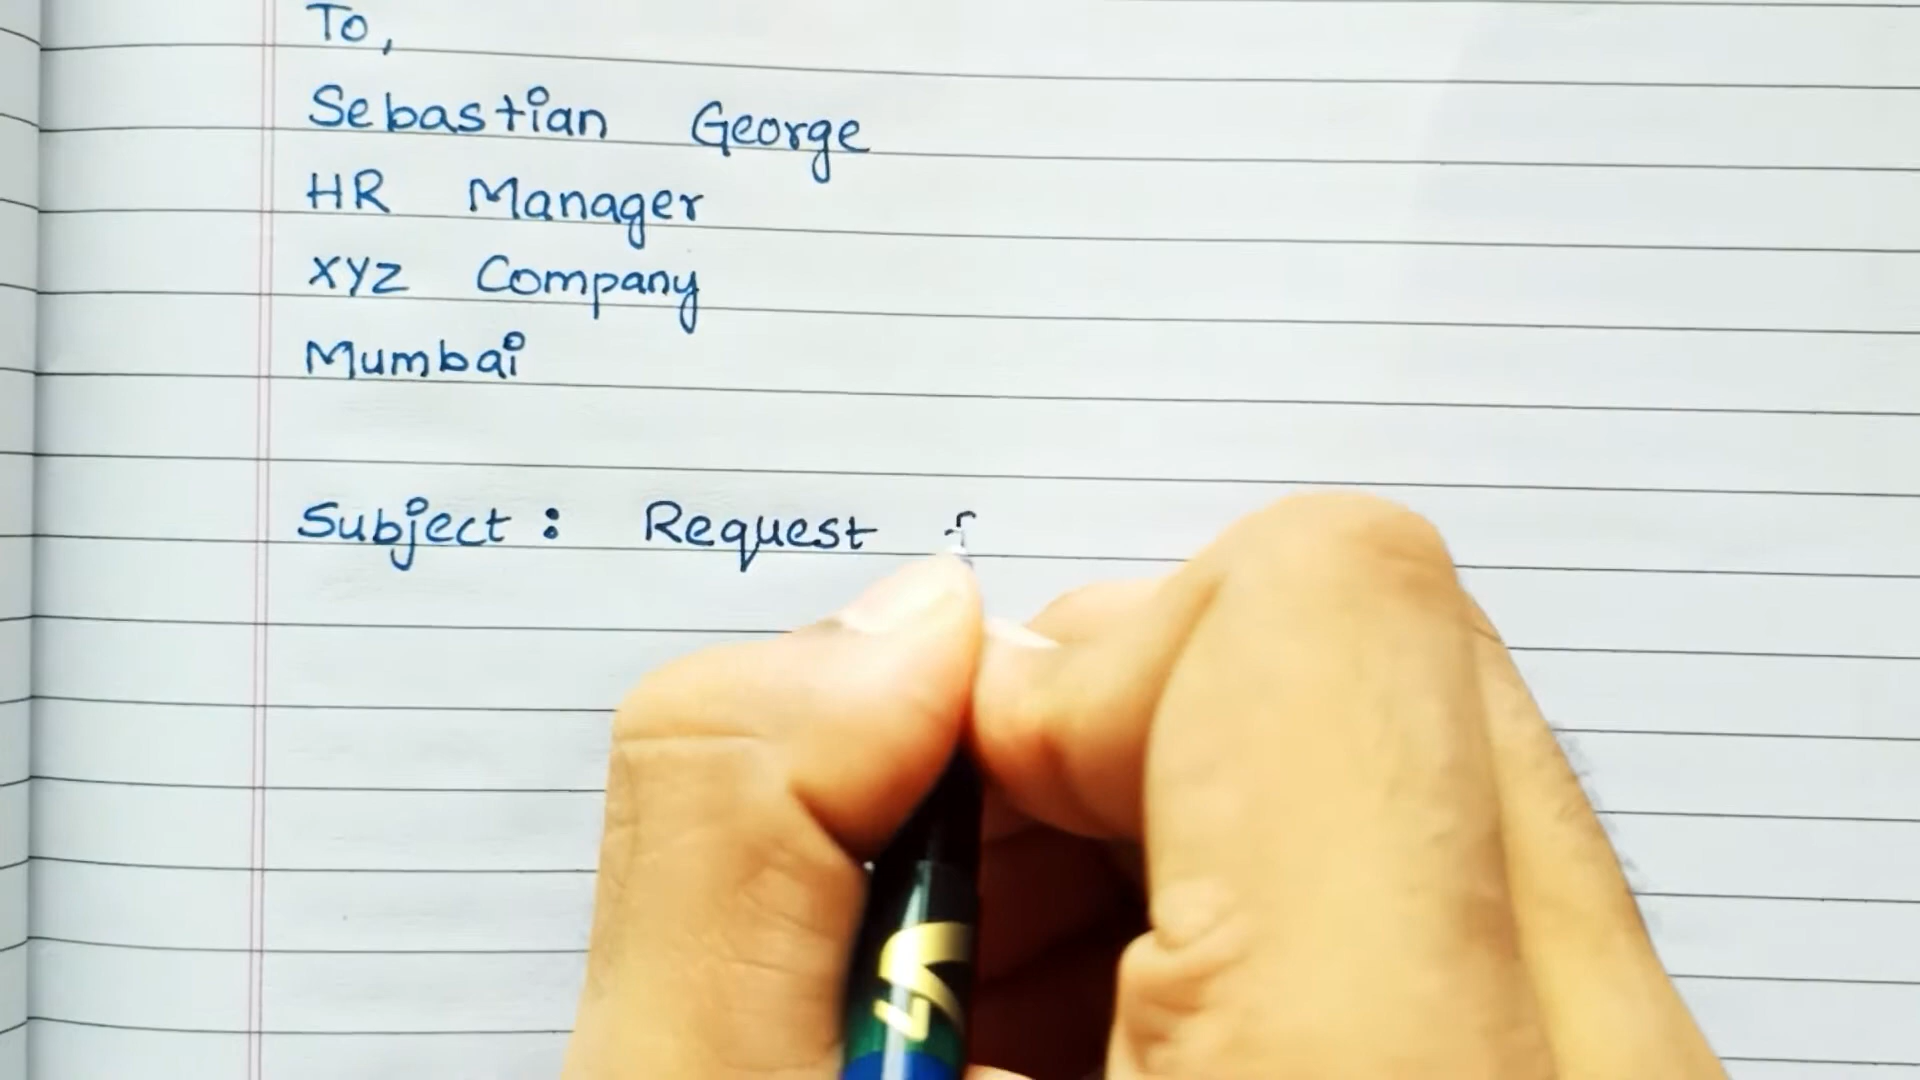 To,
Sebastian George
HR Manager
XYZ Company
Mumbai
Subject : Request f